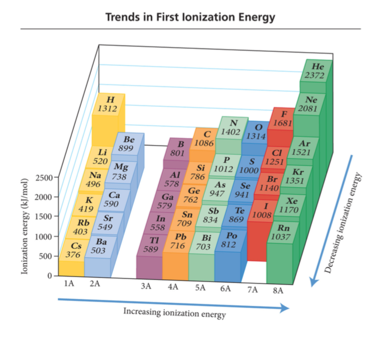 Trends in First Ionization Energy
He
2372
H
1312
Ne
2081
F
1681
N
1402
O
1314
C
1086
Be
899
B
801
Ar
1521
Cl
1251
Li
520
Mg
738
Al
578
Si
786
P
1012
S
1000
Kr
1351
Br
1140
Na
496
Ca
590
Ga
579
Ge
762
As
947
Se
941
Xe
1170
I
1008
K
419
Sr
549
In
558
Sn
709
Sb
834
Te
869
Rn
1037
Rb
403
Ba
503
Tl
589
Pb
716
Bi
703
Po
812
Cs
376
Ionization energy (kJ/mol)
2500
2000
1500
1000
500
0
1A 2A 3A 4A 5A 6A 7A 8A
Increasing ionization energy
Decreasing ionization energy